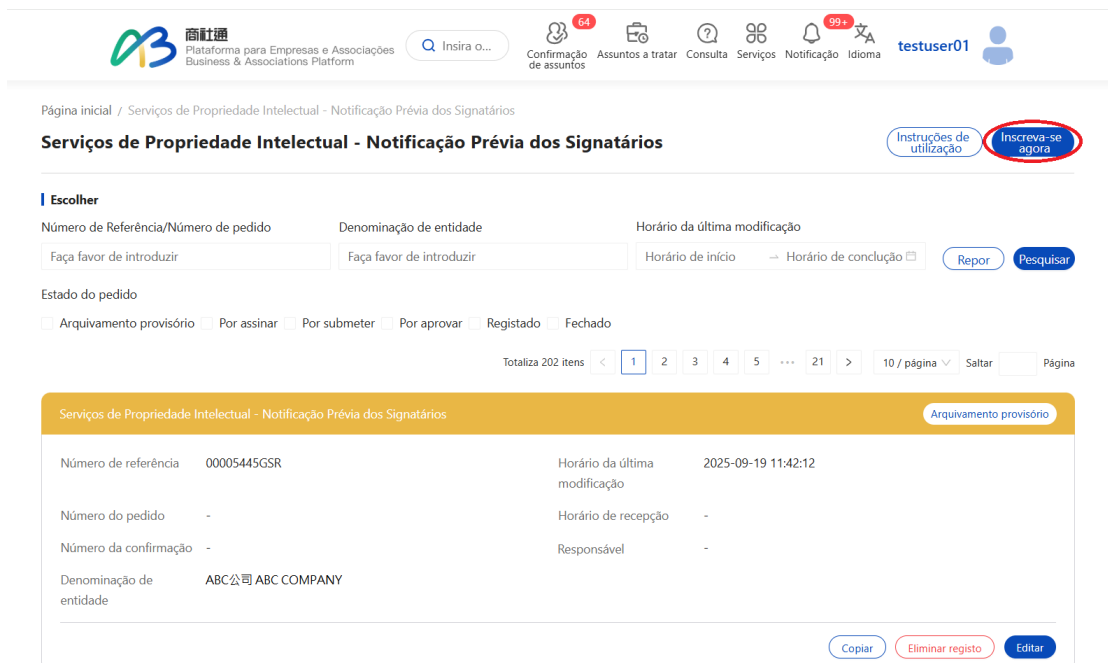 商社通
Plataforma para Empresas e Associações
Business & Associations Platform
Insira o...
64
99+
Confirmação de assuntos
Assuntos a tratar
Consulta
Serviços
Notificação
Idioma
testuser01
Página inicial / Serviços de Propriedade Intelectual - Notificação Prévia dos Signatários
Serviços de Propriedade Intelectual - Notificação Prévia dos Signatários
Instruções de
utilização
Inscreva-se
agora
Escolher
Número de Referência/Número de pedido
Denominação de entidade
Horário da última modificação
Faça favor de introduzir
Faça favor de introduzir
Horário de início → Horário de conclução
Repor
Pesquisar
Estado do pedido
Arquivamento provisório Por assinar Por submeter Por aprovar Registado Fechado
Totaliza 202 itens < 1 2 3 4 5 ••• 21 > 10 / página Saltar Página
Serviços de Propriedade Intelectual - Notificação Prévia dos Signatários
Arquivamento provisório
Número de referência 00005445GSR
Horário da última
modificação
2025-09-19 11:42:12
Número do pedido -
Horário de recepção -
Número da confirmação -
Responsável -
Denominação de
entidade
ABC公司 ABC COMPANY
Copiar
Eliminar registo
Editar